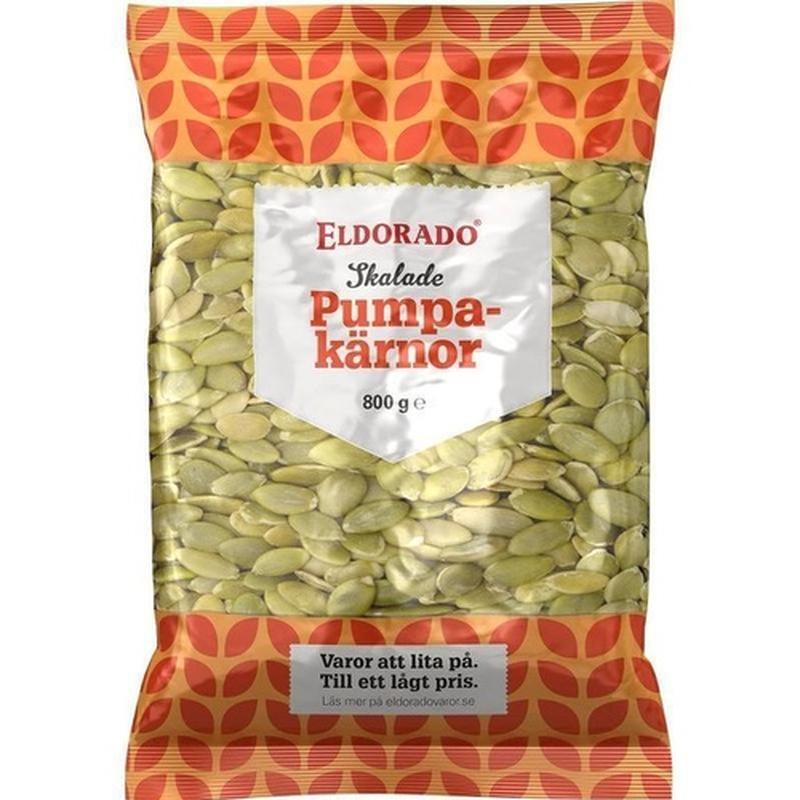 ELDORADO®
Skalade
Pumpa-
kärnor
800 g ℮
Varor att lita på.
Till ett lågt pris.
Läs mer på eldoradovaror.se